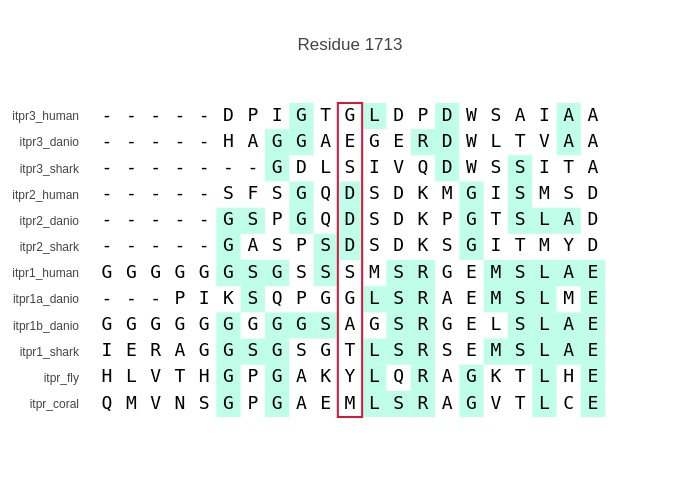 Residue 1713
itpr3_human - - - - - D P I G T G L D P D W S A I A A
itpr3_danio - - - - - H A G G A E G E R D W L T V A A
itpr3_shark - - - - - - - G D L S I V Q D W S S I T A
itpr2_human - - - - - S F S G Q D S D K M G I S M S D
itpr2_danio - - - - - G S P G Q D S D K P G T S L A D
itpr2_shark - - - - - G A S P S D S D K S G I T M Y D
itpr1_human G G G G G G S G S S S M S R G E M S L A E
itpr1a_danio - - - P I K S Q P G G L S R A E M S L M E
itpr1b_danio G G G G G G G G G S A G S R G E L S L A E
itpr1_shark I E R A G G S G S G T L S R S E M S L A E
itpr_fly H L V T H G P G A K Y L Q R A G K T L H E
itpr_coral Q M V N S G P G A E M L S R A G V T L C E